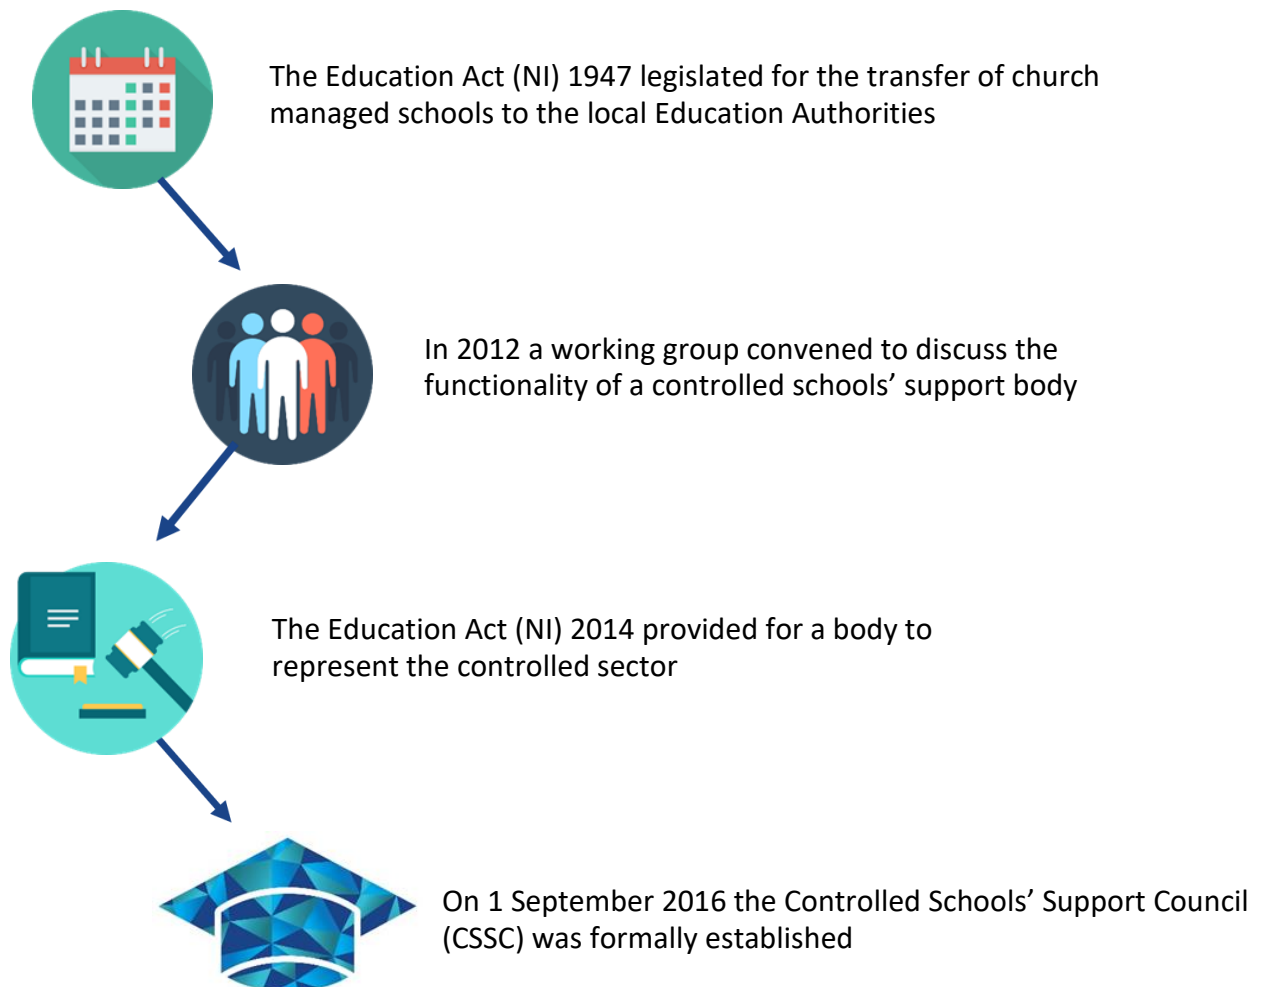 The Education Act (NI) 1947 legislated for the transfer of church
managed schools to the local Education Authorities
In 2012 a working group convened to discuss the
functionality of a controlled schools’ support body
The Education Act (NI) 2014 provided for a body to
represent the controlled sector
On 1 September 2016 the Controlled Schools’ Support Council
(CSSC) was formally established